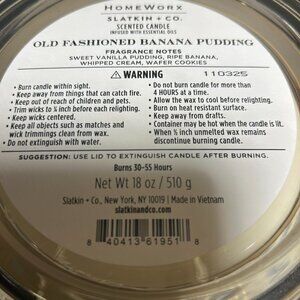 HOMEWORX
SLATKIN + CO.
SCENTED CANDLE
INFUSED WITH ESSENTIAL OILS
OLD FASHIONED BANANA PUDDING
FRAGRANCE NOTES
SWEET VANILLA PUDDING, RIPE BANANA,
WHIPPED CREAM, WAFER COOKIES
WARNING
110325
• Burn candle within sight.
• Keep away from things that can catch fire.
• Keep out of reach of children and pets.
• Trim wicks to ¼ inch before each relighting.
• Keep wicks centered.
• Keep all objects such as matches and
wick trimmings clean from wax.
• Do not extinguish with water.
• Do not burn candle for more than
4 HOURS at a time.
• Allow the wax to cool before relighting.
• Burn on heat resistant surface.
• Keep away from drafts.
• Container may be hot when the candle is lit.
• When ½ inch unmelted wax remains
discontinue burning candle.
SUGGESTION: USE LID TO EXTINGUISH CANDLE AFTER BURNING.
Burns 30-55 Hours
Net Wt 18 oz / 510 g
Slatkin + Co., New York, NY 10019 | Made in Vietnam
slatkinandco.com
8 40413 61951 8